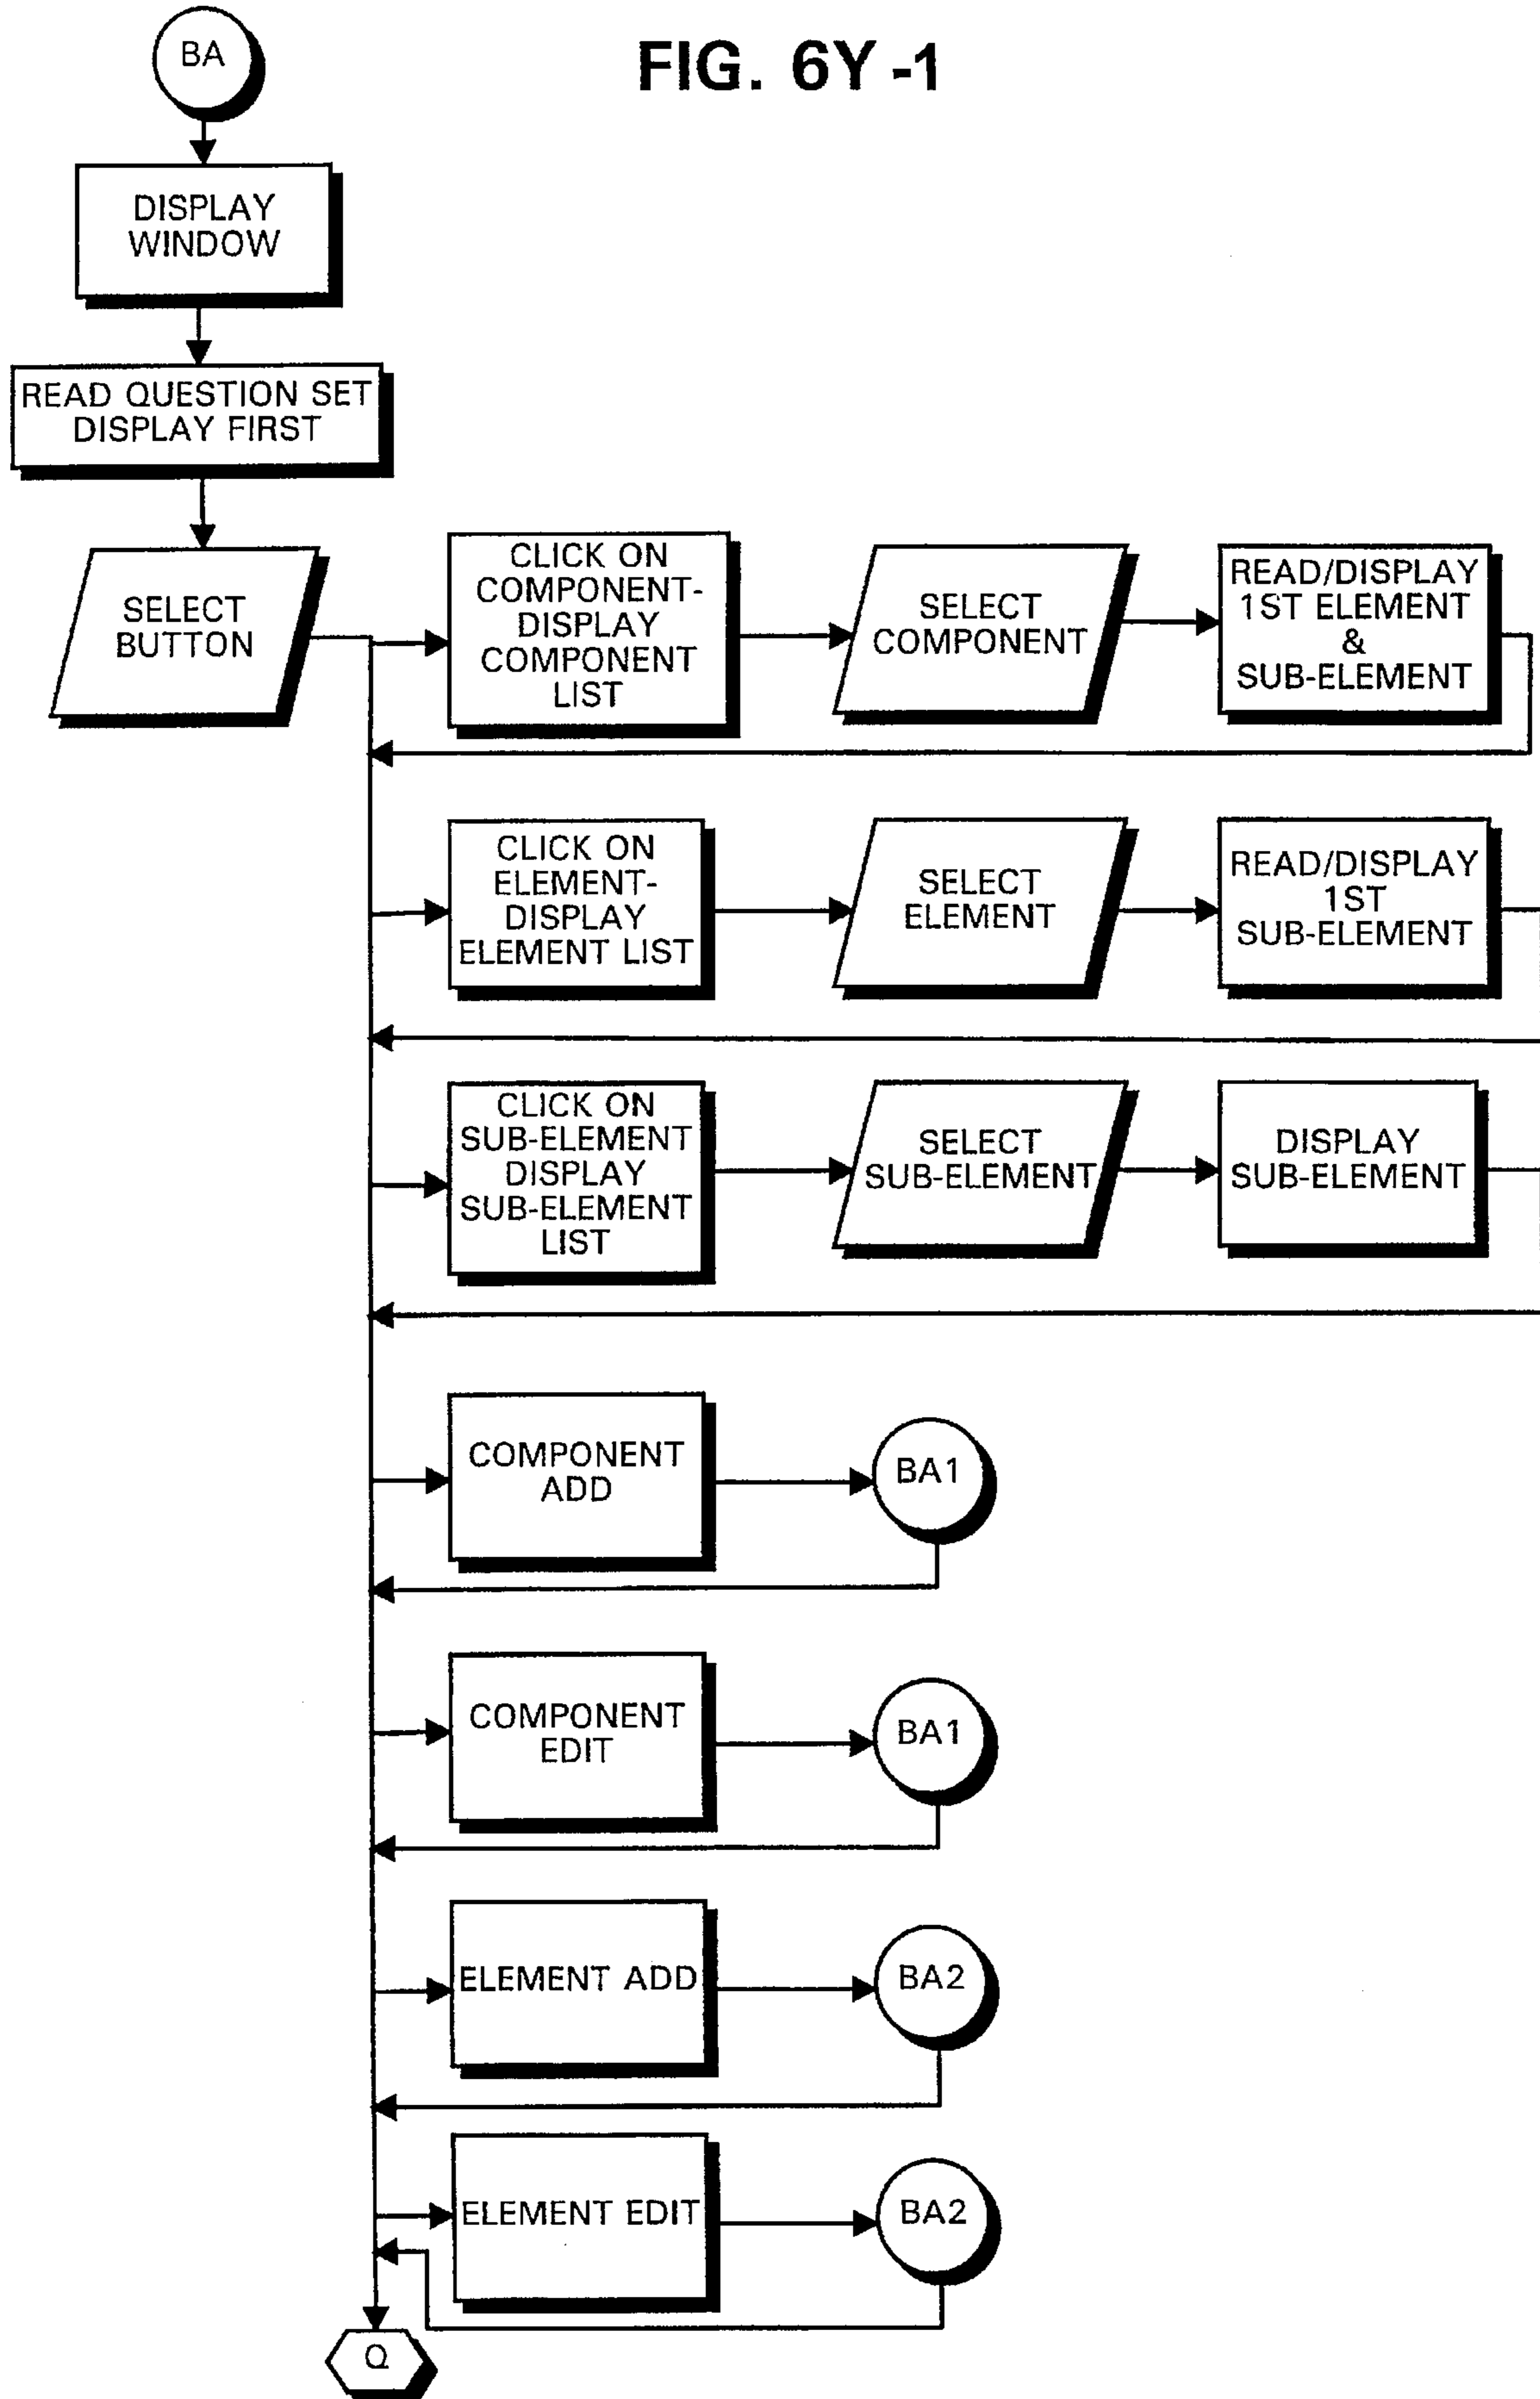 BA
FIG. 6Y-1
DISPLAY
WINDOW
READ QUESTION SET
DISPLAY FIRST
SELECT
BUTTON
CLICK ON
COMPONENT-
DISPLAY
COMPONENT
LIST
SELECT
COMPONENT
READ/DISPLAY
1ST ELEMENT
&
SUB-ELEMENT
CLICK ON
ELEMENT-
DISPLAY
ELEMENT LIST
SELECT
ELEMENT
READ/DISPLAY
1ST
SUB-ELEMENT
CLICK ON
SUB-ELEMENT
DISPLAY
SUB-ELEMENT
LIST
SELECT
SUB-ELEMENT
DISPLAY
SUB-ELEMENT
COMPONENT
ADD
BA1
COMPONENT
EDIT
BA1
ELEMENT ADD
BA2
ELEMENT EDIT
BA2
Q